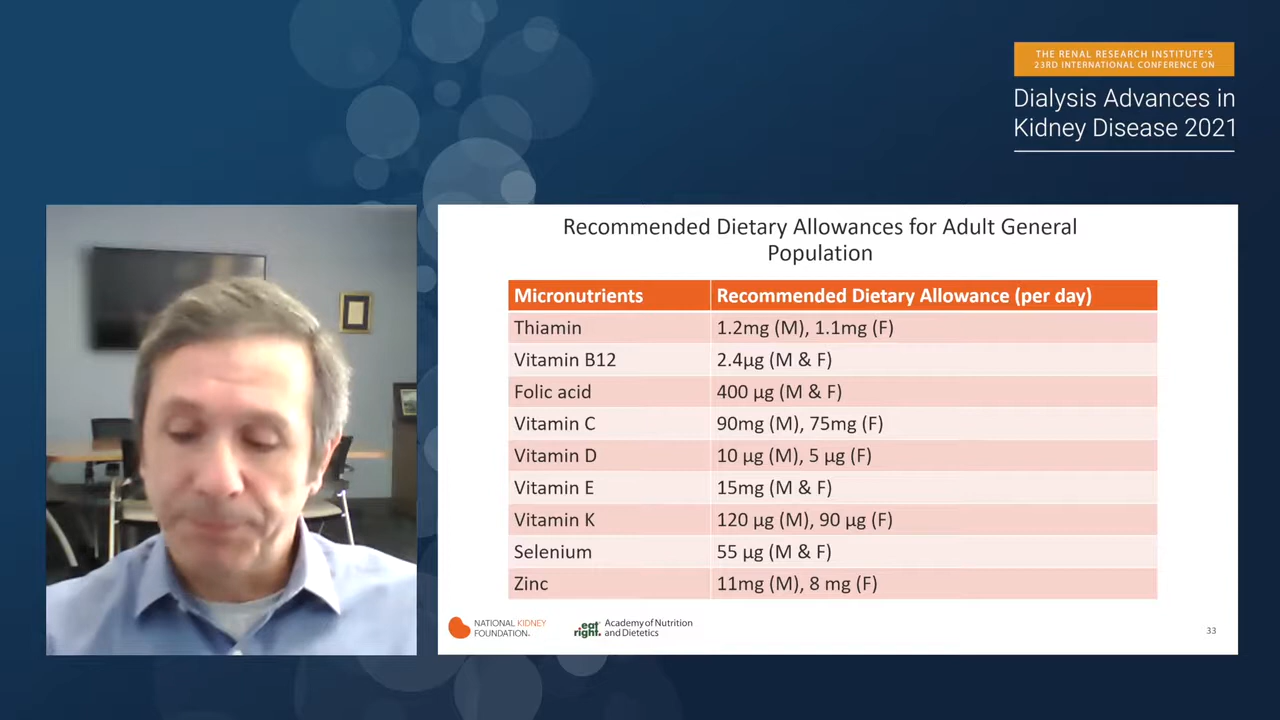 THE RENAL RESEARCH INSTITUTE'S
23RD INTERNATIONAL CONFERENCE ON
Dialysis Advances in
Kidney Disease 2021
Recommended Dietary Allowances for Adult General
Population
Micronutrients Recommended Dietary Allowance (per day)
Thiamin 1.2mg (M), 1.1mg (F)
Vitamin B12 2.4µg (M & F)
Folic acid 400 µg (M & F)
Vitamin C 90mg (M), 75mg (F)
Vitamin D 10 µg (M), 5 µg (F)
Vitamin E 15mg (M & F)
Vitamin K 120 µg (M), 90 µg (F)
Selenium 55 µg (M & F)
Zinc 11mg (M), 8 mg (F)
NATIONAL KIDNEY
FOUNDATION®
eat
right.
Academy of Nutrition
and Dietetics
33